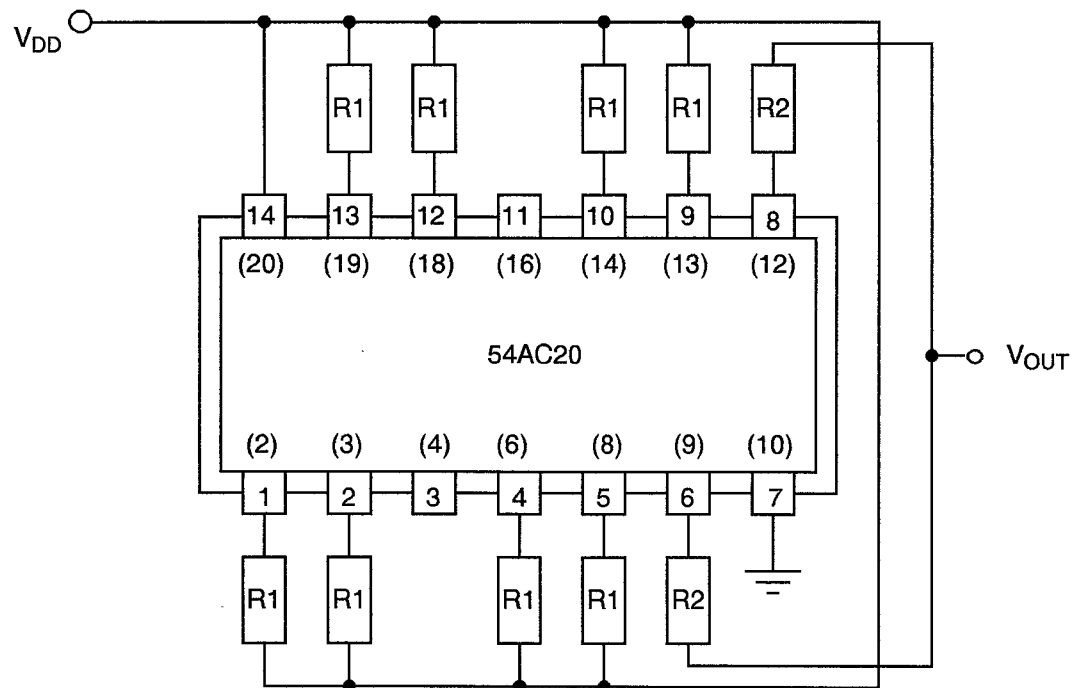 V_DD
R1 R1 R1 R1 R2
14 13 12 11 10 9 8
(20) (19) (18) (16) (14) (13) (12)
54AC20
V_OUT
(2) (3) (4) (6) (8) (9) (10)
1 2 3 4 5 6 7
R1 R1 R1 R1 R2